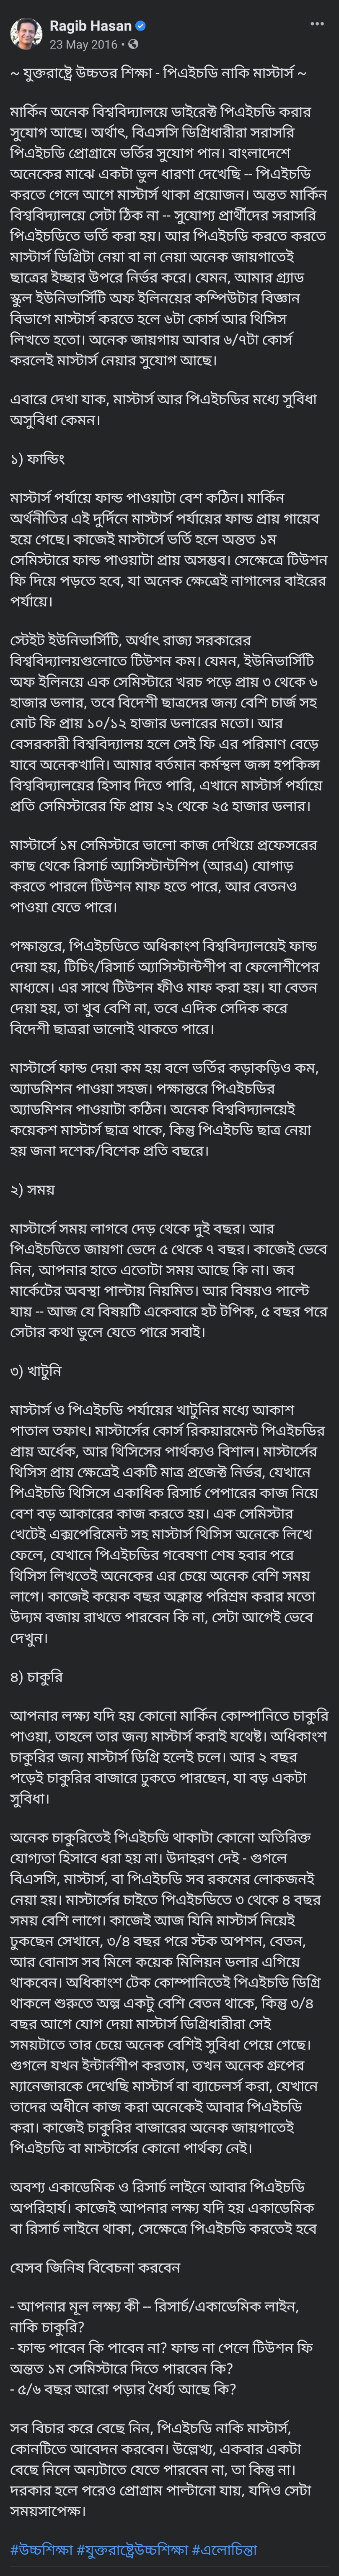 Ragib Hasan
23 May 2016
~ যুক্তরাষ্ট্রে উচ্চতর শিক্ষা - পিএইচডি নাকি মাস্টার্স ~
মার্কিন অনেক বিশ্ববিদ্যালয়ে ডাইরেক্ট পিএইচডি করার
সুযোগ আছে। অর্থাৎ, বিএসসি ডিগ্রিধারীরা সরাসরি
পিএইচডি প্রোগ্রামে ভর্তির সুযোগ পান। বাংলাদেশে
অনেকের মাঝে একটা ভুল ধারণা দেখেছি -- পিএইচডি
করতে গেলে আগে মাস্টার্স থাকা প্রয়োজন। অন্তত মার্কিন
বিশ্ববিদ্যালয়ে সেটা ঠিক না -- সুযোগ্য প্রার্থীদের সরাসরি
পিএইচডিতে ভর্তি করা হয়। আর পিএইচডি করতে করতে
মাস্টার্স ডিগ্রিটা নেয়া বা না নেয়া অনেক জায়গাতেই
ছাত্রের ইচ্ছার উপরে নির্ভর করে। যেমন, আমার গ্র্যাড
স্কুল ইউনিভার্সিটি অফ ইলিনয়ের কম্পিউটার বিজ্ঞান
বিভাগে মাস্টার্স করতে হলে ৬টা কোর্স আর থিসিস
লিখতে হতো। অনেক জায়গায় আবার ৬/৭টা কোর্স
করলেই মাস্টার্স নেয়ার সুযোগ আছে।
এবারে দেখা যাক, মাস্টার্স আর পিএইচডির মধ্যে সুবিধা
অসুবিধা কেমন।
১) ফান্ডিং
মাস্টার্স পর্যায়ে ফান্ড পাওয়াটা বেশ কঠিন। মার্কিন
অর্থনীতির এই দুর্দিনে মাস্টার্স পর্যায়ের ফান্ড প্রায় গায়েব
হয়ে গেছে। কাজেই মাস্টার্সে ভর্তি হলে অন্তত ১ম
সেমিস্টারে ফান্ড পাওয়াটা প্রায় অসম্ভব। সেক্ষেত্রে টিউশন
ফি দিয়ে পড়তে হবে, যা অনেক ক্ষেত্রেই নাগালের বাইরের
পর্যায়ে।
স্টেইট ইউনিভার্সিটি, অর্থাৎ রাজ্য সরকারের
বিশ্ববিদ্যালয়গুলোতে টিউশন কম। যেমন, ইউনিভার্সিটি
অফ ইলিনয়ে এক সেমিস্টারে খরচ পড়ে প্রায় ৩ থেকে ৬
হাজার ডলার, তবে বিদেশী ছাত্রদের জন্য বেশি চার্জ সহ
মোট ফি প্রায় ১০/১২ হাজার ডলারের মতো। আর
বেসরকারী বিশ্ববিদ্যালয় হলে সেই ফি এর পরিমাণ বেড়ে
যাবে অনেকখানি। আমার বর্তমান কর্মস্থল জন্স হপকিন্স
বিশ্ববিদ্যালয়ের হিসাব দিতে পারি, এখানে মাস্টার্স পর্যায়ে
প্রতি সেমিস্টারের ফি প্রায় ২২ থেকে ২৫ হাজার ডলার।
মাস্টার্সে ১ম সেমিস্টারে ভালো কাজ দেখিয়ে প্রফেসরের
কাছ থেকে রিসার্চ অ্যাসিস্টান্টশিপ (আরএ) যোগাড়
করতে পারলে টিউশন মাফ হতে পারে, আর বেতনও
পাওয়া যেতে পারে।
পক্ষান্তরে, পিএইচডিতে অধিকাংশ বিশ্ববিদ্যালয়েই ফান্ড
দেয়া হয়, টিচিং/রিসার্চ অ্যাসিস্টান্টশীপ বা ফেলোশীপের
মাধ্যমে। এর সাথে টিউশন ফীও মাফ করা হয়। যা বেতন
দেয়া হয়, তা খুব বেশি না, তবে এদিক সেদিক করে
বিদেশী ছাত্ররা ভালোই থাকতে পারে।
মাস্টার্সে ফান্ড দেয়া কম হয় বলে ভর্তির কড়াকড়িও কম,
অ্যাডমিশন পাওয়া সহজ। পক্ষান্তরে পিএইচডির
অ্যাডমিশন পাওয়াটা কঠিন। অনেক বিশ্ববিদ্যালয়েই
কয়েকশ মাস্টার্স ছাত্র থাকে, কিন্তু পিএইচডি ছাত্র নেয়া
হয় জনা দশেক/বিশেক প্রতি বছরে।
২) সময়
মাস্টার্সে সময় লাগবে দেড় থেকে দুই বছর। আর
পিএইচডিতে জায়গা ভেদে ৫ থেকে ৭ বছর। কাজেই ভেবে
নিন, আপনার হাতে এতোটা সময় আছে কি না। জব
মার্কেটের অবস্থা পাল্টায় নিয়মিত। আর বিষয়ও পাল্টে
যায় -- আজ যে বিষয়টি একেবারে হট টপিক, ৫ বছর পরে
সেটার কথা ভুলে যেতে পারে সবাই।
৩) খাটুনি
মাস্টার্স ও পিএইচডি পর্যায়ের খাটুনির মধ্যে আকাশ
পাতাল তফাৎ। মাস্টার্সের কোর্স রিকয়ারমেন্ট পিএইচডির
প্রায় অর্ধেক, আর থিসিসের পার্থক্যও বিশাল। মাস্টার্সের
থিসিস প্রায় ক্ষেত্রেই একটি মাত্র প্রজেক্ট নির্ভর, যেখানে
পিএইচডি থিসিসে একাধিক রিসার্চ পেপারের কাজ নিয়ে
বেশ বড় আকারের কাজ করতে হয়। এক সেমিস্টার
খেটেই এক্সপেরিমেন্ট সহ মাস্টার্স থিসিস অনেকে লিখে
ফেলে, যেখানে পিএইচডির গবেষণা শেষ হবার পরে
থিসিস লিখতেই অনেকের এর চেয়ে অনেক বেশি সময়
লাগে। কাজেই কয়েক বছর অক্লান্ত পরিশ্রম করার মতো
উদ্যম বজায় রাখতে পারবেন কি না, সেটা আগেই ভেবে
দেখুন।
৪) চাকুরি
আপনার লক্ষ্য যদি হয় কোনো মার্কিন কোম্পানিতে চাকুরি
পাওয়া, তাহলে তার জন্য মাস্টার্স করাই যথেষ্ট। অধিকাংশ
চাকুরির জন্য মাস্টার্স ডিগ্রি হলেই চলে। আর ২ বছর
পড়েই চাকুরির বাজারে ঢুকতে পারছেন, যা বড় একটা
সুবিধা।
অনেক চাকুরিতেই পিএইচডি থাকাটা কোনো অতিরিক্ত
যোগ্যতা হিসাবে ধরা হয় না। উদাহরণ দেই - গুগলে
বিএসসি, মাস্টার্স, বা পিএইচডি সব রকমের লোকজনই
নেয়া হয়। মাস্টার্সের চাইতে পিএইচডিতে ৩ থেকে ৪ বছর
সময় বেশি লাগে। কাজেই আজ যিনি মাস্টার্স নিয়েই
ঢুকছেন সেখানে, ৩/৪ বছর পরে স্টক অপশন, বেতন,
আর বোনাস সব মিলে কয়েক মিলিয়ন ডলার এগিয়ে
থাকবেন। অধিকাংশ টেক কোম্পানিতেই পিএইচডি ডিগ্রি
থাকলে শুরুতে অল্প একটু বেশি বেতন থাকে, কিন্তু ৩/৪
বছর আগে যোগ দেয়া মাস্টার্স ডিগ্রিধারীরা সেই
সময়টাতে তার চেয়ে অনেক বেশিই সুবিধা পেয়ে গেছে।
গুগলে যখন ইন্টার্নশীপ করতাম, তখন অনেক গ্রুপের
ম্যানেজারকে দেখেছি মাস্টার্স বা ব্যাচেলর্স করা, যেখানে
তাদের অধীনে কাজ করা অনেকেই আবার পিএইচডি
করা। কাজেই চাকুরির বাজারের অনেক জায়গাতেই
পিএইচডি বা মাস্টার্সের কোনো পার্থক্য নেই।
অবশ্য একাডেমিক ও রিসার্চ লাইনে আবার পিএইচডি
অপরিহার্য। কাজেই আপনার লক্ষ্য যদি হয় একাডেমিক
বা রিসার্চ লাইনে থাকা, সেক্ষেত্রে পিএইচডি করতেই হবে
যেসব জিনিষ বিবেচনা করবেন
- আপনার মূল লক্ষ্য কী -- রিসার্চ/একাডেমিক লাইন,
নাকি চাকুরি?
- ফান্ড পাবেন কি পাবেন না? ফান্ড না পেলে টিউশন ফি
অন্তত ১ম সেমিস্টারে দিতে পারবেন কি?
- ৫/৬ বছর আরো পড়ার ধৈর্য্য আছে কি?
সব বিচার করে বেছে নিন, পিএইচডি নাকি মাস্টার্স,
কোনটিতে আবেদন করবেন। উল্লেখ্য, একবার একটা
বেছে নিলে অন্যটাতে যেতে পারবেন না, তা কিন্তু না।
দরকার হলে পরেও প্রোগ্রাম পাল্টানো যায়, যদিও সেটা
সময়সাপেক্ষ।
#উচ্চশিক্ষা #যুক্তরাষ্ট্রেউচ্চশিক্ষা #এলোচিন্তা